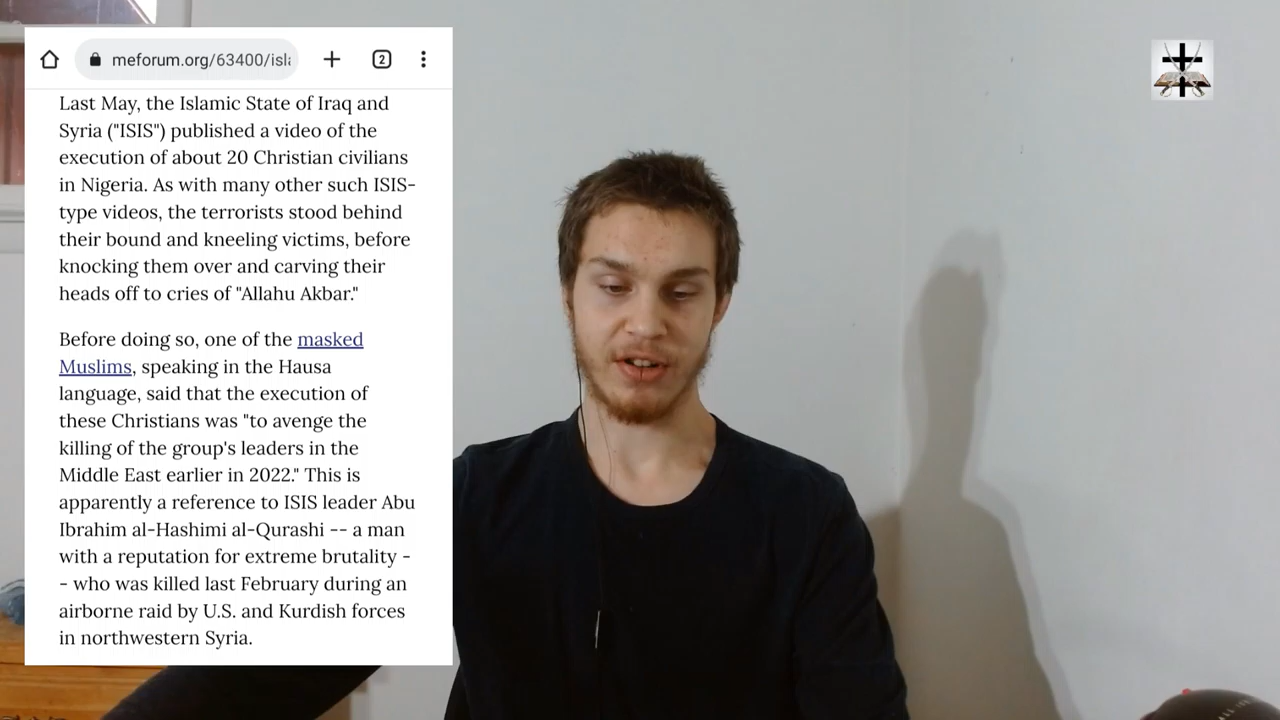 meforum.org/63400/isla
2
Last May, the Islamic State of Iraq and
Syria ("ISIS") published a video of the
execution of about 20 Christian civilians
in Nigeria. As with many other such ISIS-
type videos, the terrorists stood behind
their bound and kneeling victims, before
knocking them over and carving their
heads off to cries of "Allahu Akbar."
Before doing so, one of the masked
Muslims, speaking in the Hausa
language, said that the execution of
these Christians was "to avenge the
killing of the group's leaders in the
Middle East earlier in 2022." This is
apparently a reference to ISIS leader Abu
Ibrahim al-Hashimi al-Qurashi -- a man
with a reputation for extreme brutality -
- who was killed last February during an
airborne raid by U.S. and Kurdish forces
in northwestern Syria.